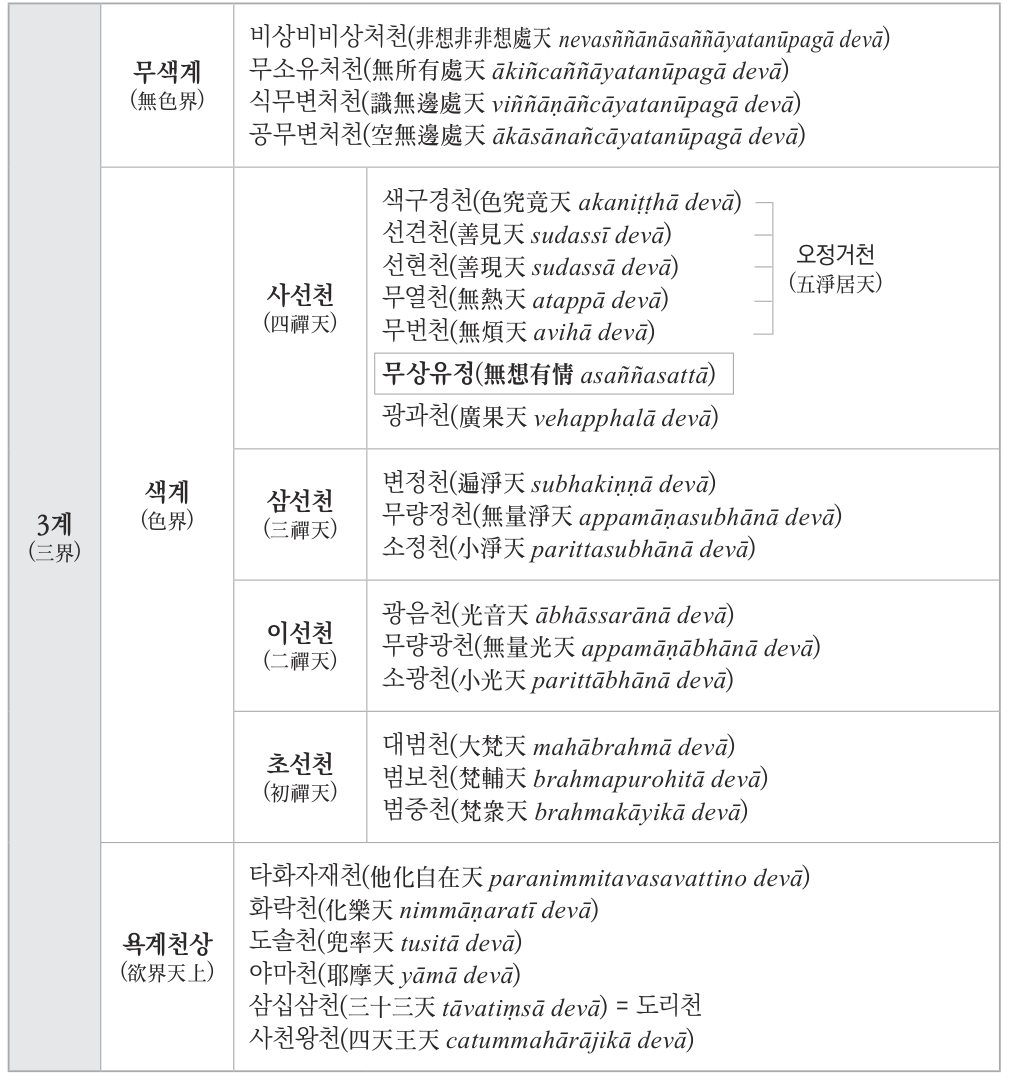 3계
(三界)
무색계
(無色界)
비상비비상처천(非想非非想處天 nevasññānāsaññāyatanūpagā devā)
무소유처천(無所有處天 ākiñcaññāyatanūpagā devā)
식무변처천(識無邊處天 viññāṇāñcāyatanūpagā devā)
공무변처천(空無邊處天 ākāsānañcāyatanūpagā devā)
색계
(色界)
사선천
(四禪天)
색구경천(色究竟天 akaniṭṭhā devā)
선견천(善見天 sudassī devā)
선현천(善現天 sudassā devā)
무열천(無熱天 atappā devā)
무번천(無煩天 avihā devā)
오정거천
(五淨居天)
무상유정(無想有情 asaññasattā)
광과천(廣果天 vehapphalā devā)
삼선천
(三禪天)
변정천(遍淨天 subhakiṇṇā devā)
무량정천(無量淨天 appamāṇasubhānā devā)
소정천(小淨天 parittasubhānā devā)
이선천
(二禪天)
광음천(光音天 ābhāssarānā devā)
무량광천(無量光天 appamāṇābhānā devā)
소광천(小光天 parittābhānā devā)
초선천
(初禪天)
대범천(大梵天 mahābrahmā devā)
범보천(梵輔天 brahmapurohitā devā)
범중천(梵衆天 brahmakāyikā devā)
욕계천상
(欲界天上)
타화자재천(他化自在天 paranimmitavasavattino devā)
화락천(化樂天 nimmāṇaratī devā)
도솔천(兜率天 tusitā devā)
야마천(耶摩天 yāmā devā)
삼십삼천(三十三天 tāvatiṃsā devā) = 도리천
사천왕천(四天王天 catummahārājikā devā)